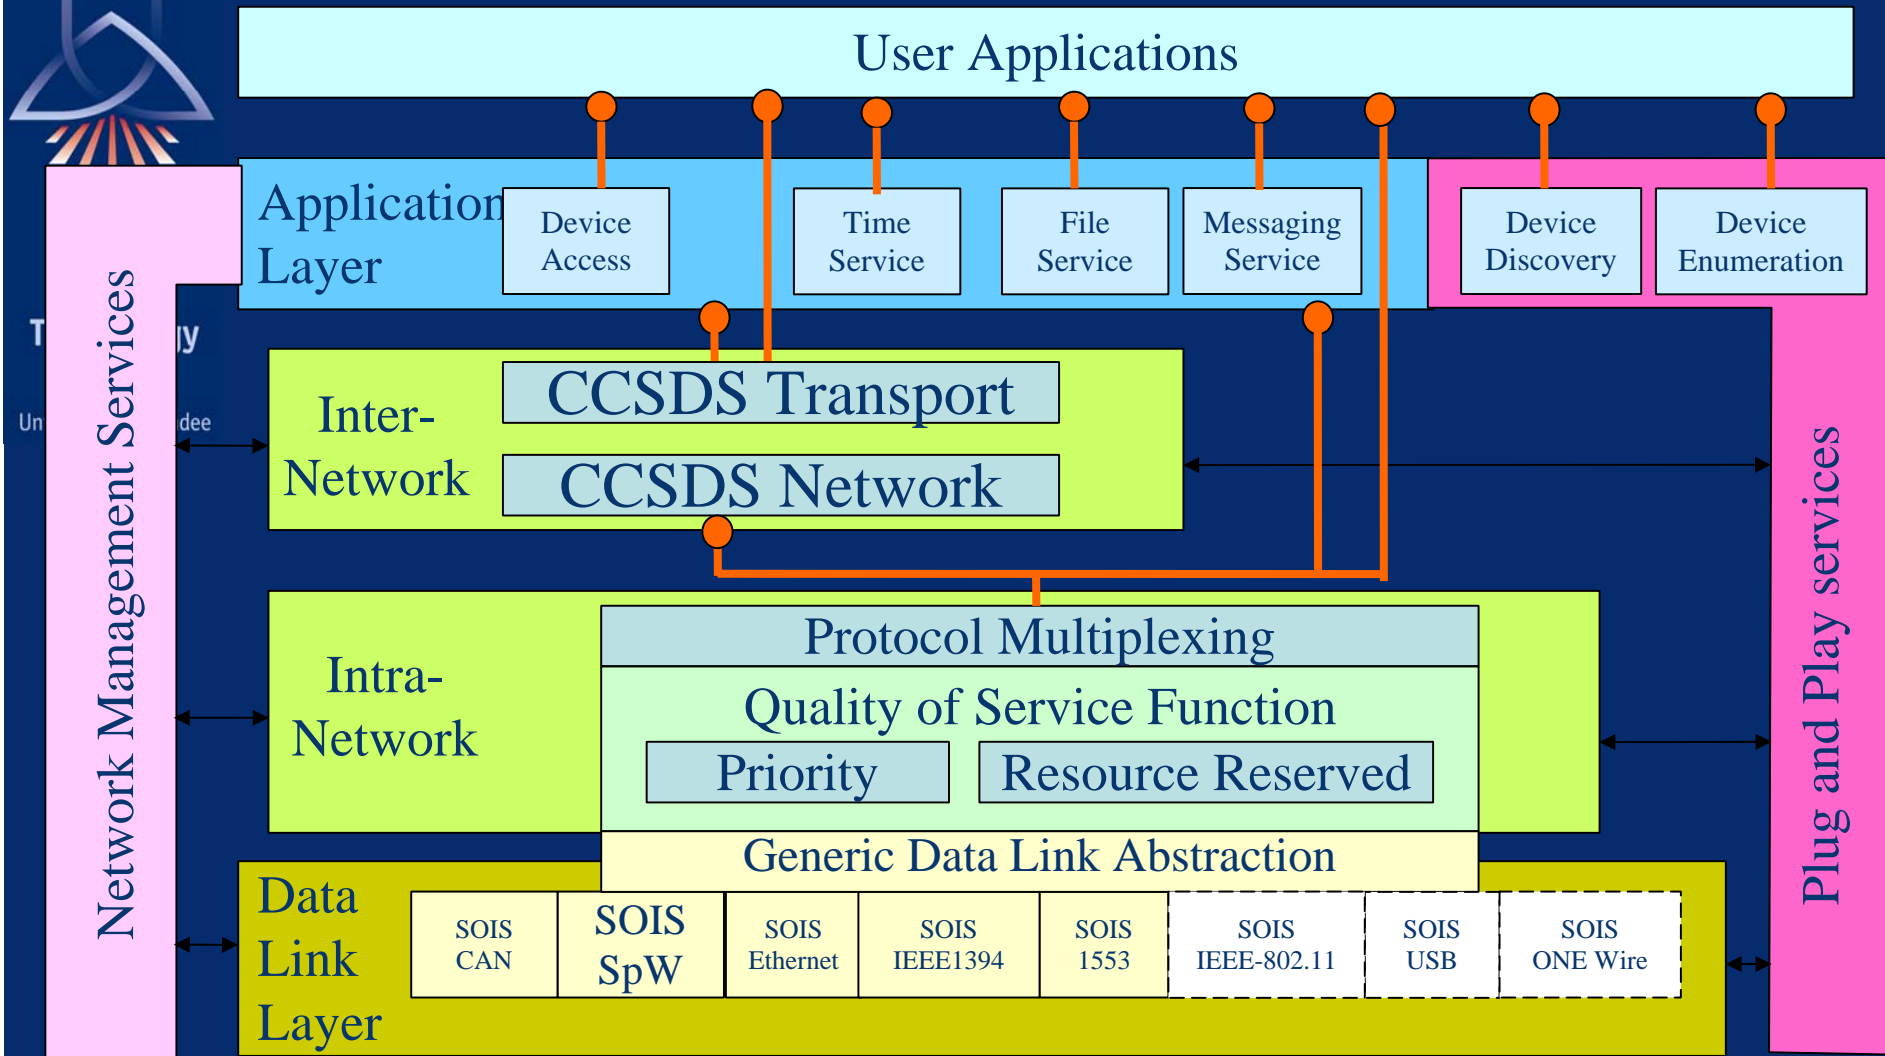 User Applications
Application
Layer
Device
Access
Time
Service
File
Service
Messaging
Service
Device
Discovery
Device
Enumeration
Network Management Services
Inter-
Network
CCSDS Transport
CCSDS Network
Plug and Play services
Intra-
Network
Protocol Multiplexing
Quality of Service Function
Priority
Resource Reserved
Generic Data Link Abstraction
Data
Link
Layer
SOIS
CAN
SOIS
SpW
SOIS
Ethernet
SOIS
IEEE1394
SOIS
1553
SOIS
IEEE-802.11
SOIS
USB
SOIS
ONE Wire